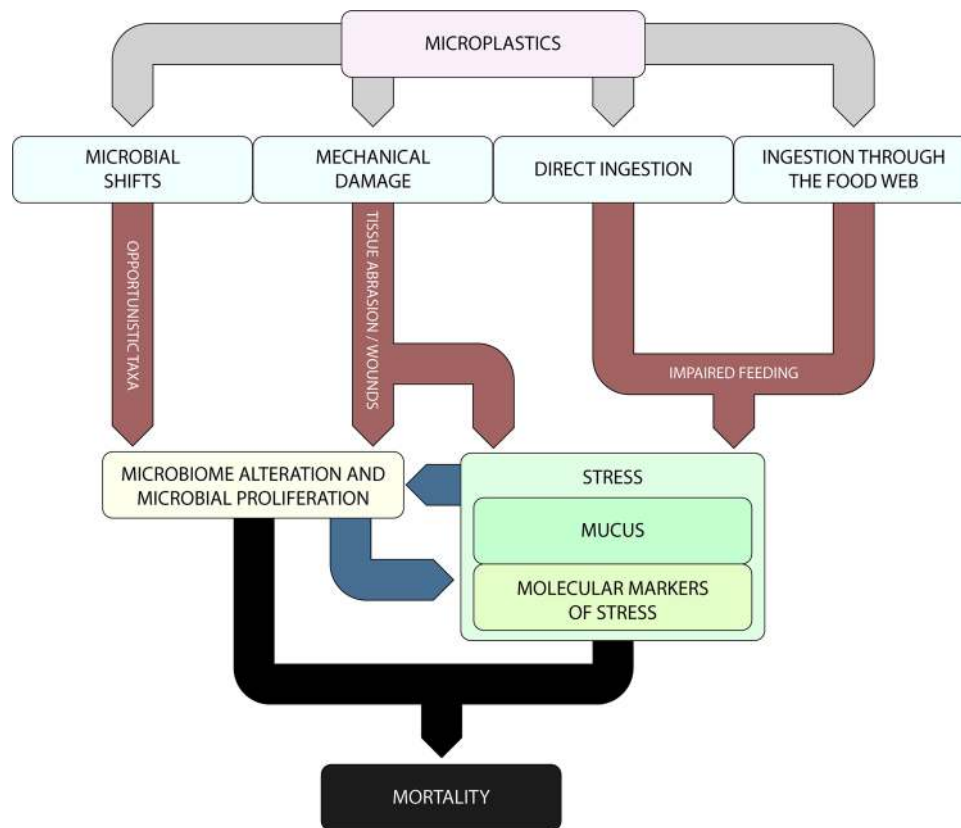 MICROPLASTICS
MICROBIAL
SHIFTS
MECHANICAL
DAMAGE
DIRECT INGESTION
INGESTION THROUGH
THE FOOD WEB
OPPORTUNISTIC TAXA
TISSUE ABRASION / WOUNDS
IMPAIRED FEEDING
MICROBIOME ALTERATION AND
MICROBIAL PROLIFERATION
STRESS
MUCUS
MOLECULAR MARKERS
OF STRESS
MORTALITY